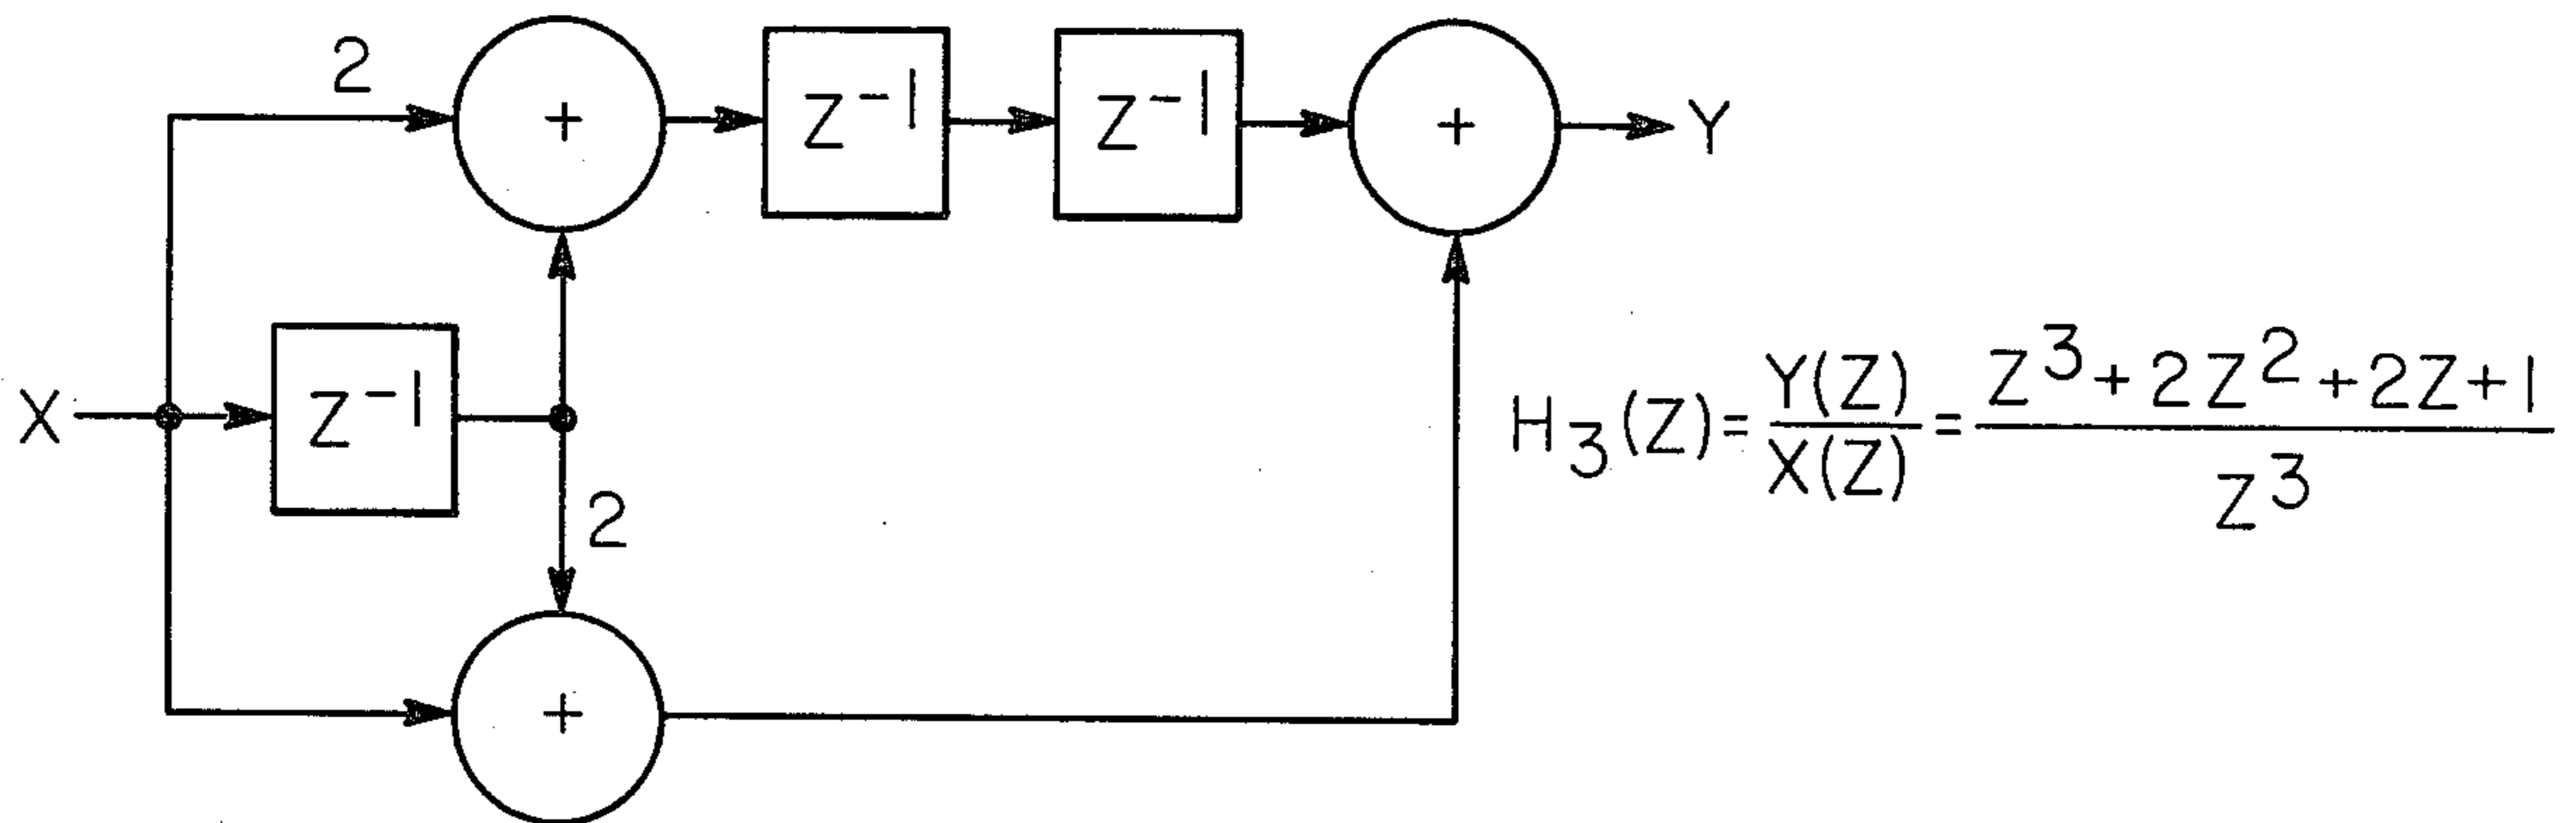 2
+
Z⁻¹
Z⁻¹
+
Y
X
Z⁻¹
2
+
H₃(Z)= Y(Z)/X(Z) = Z³+2Z²+2Z+1/Z³